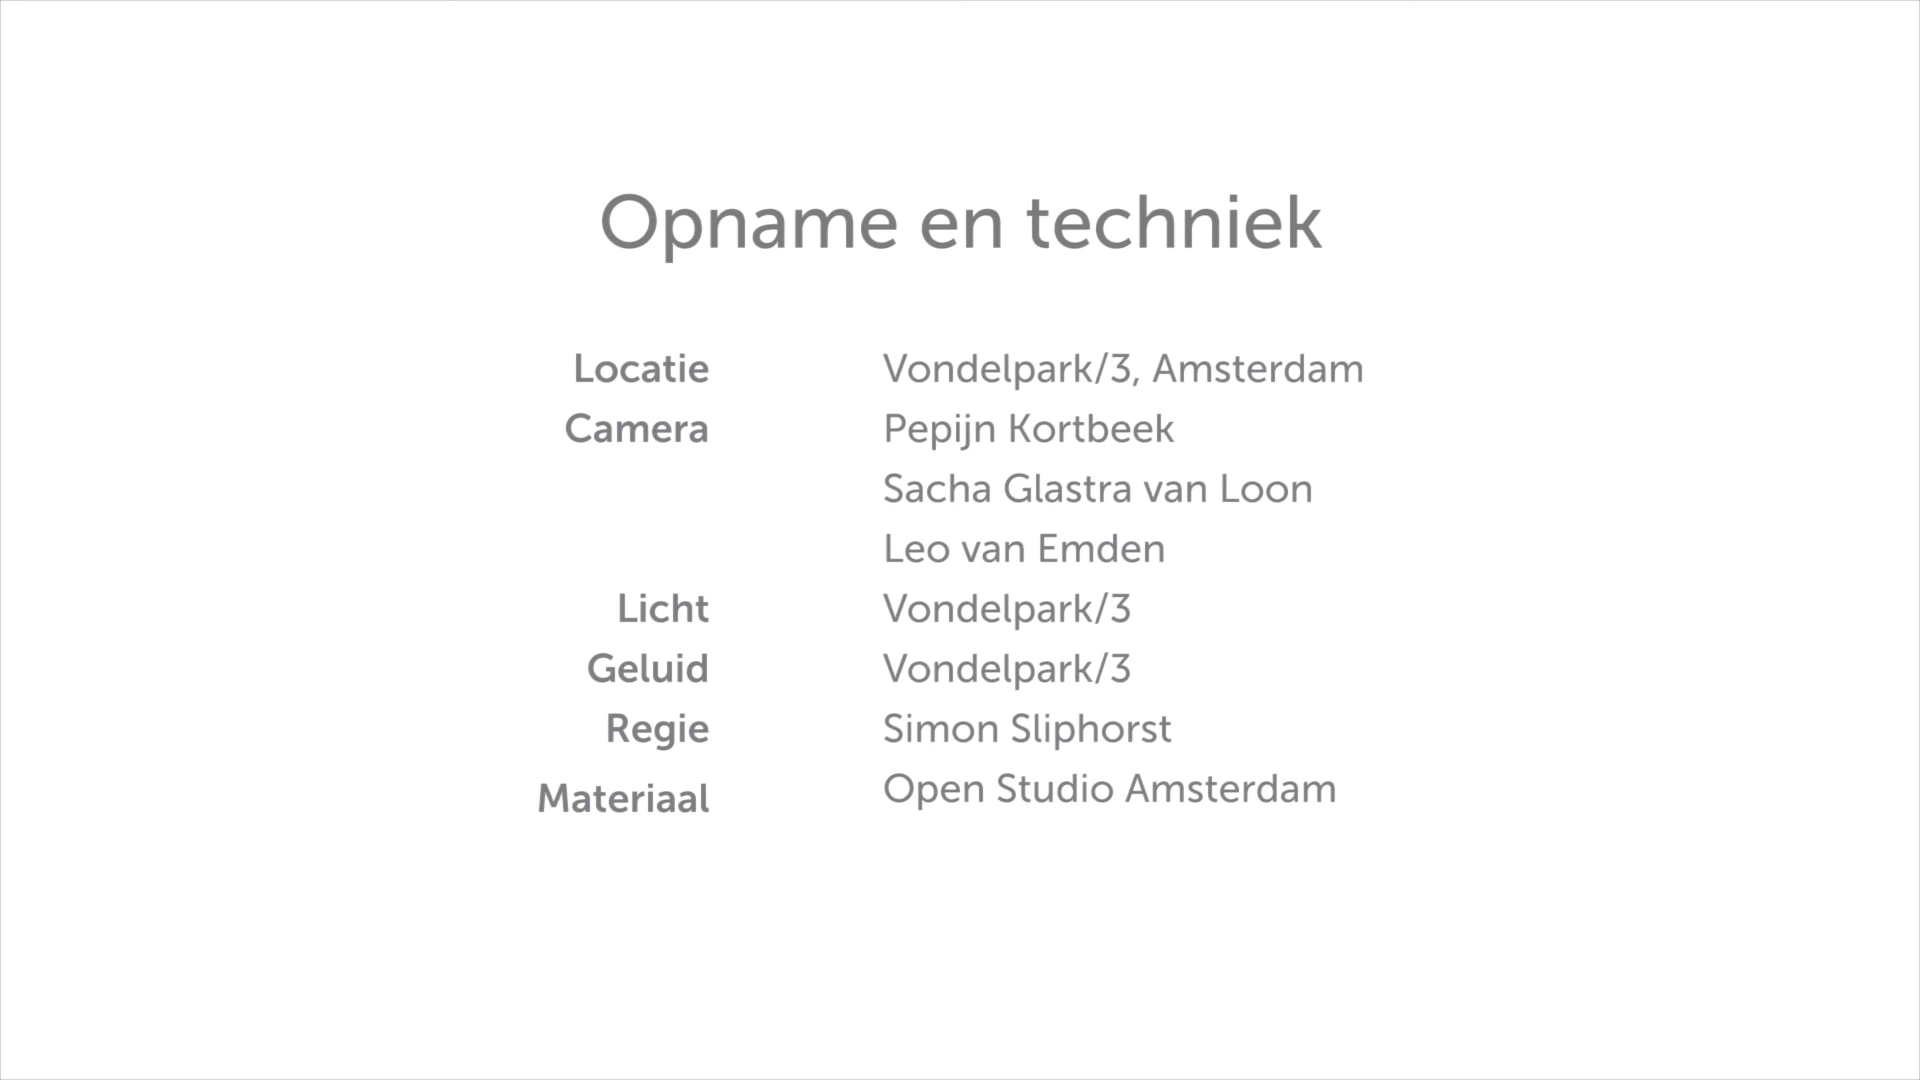 Opname en techniek
Locatie Vondelpark/3, Amsterdam
Camera Pepijn Kortbeek
Sacha Glastra van Loon
Leo van Emden
Licht Vondelpark/3
Geluid Vondelpark/3
Regie Simon Sliphorst
Materiaal Open Studio Amsterdam